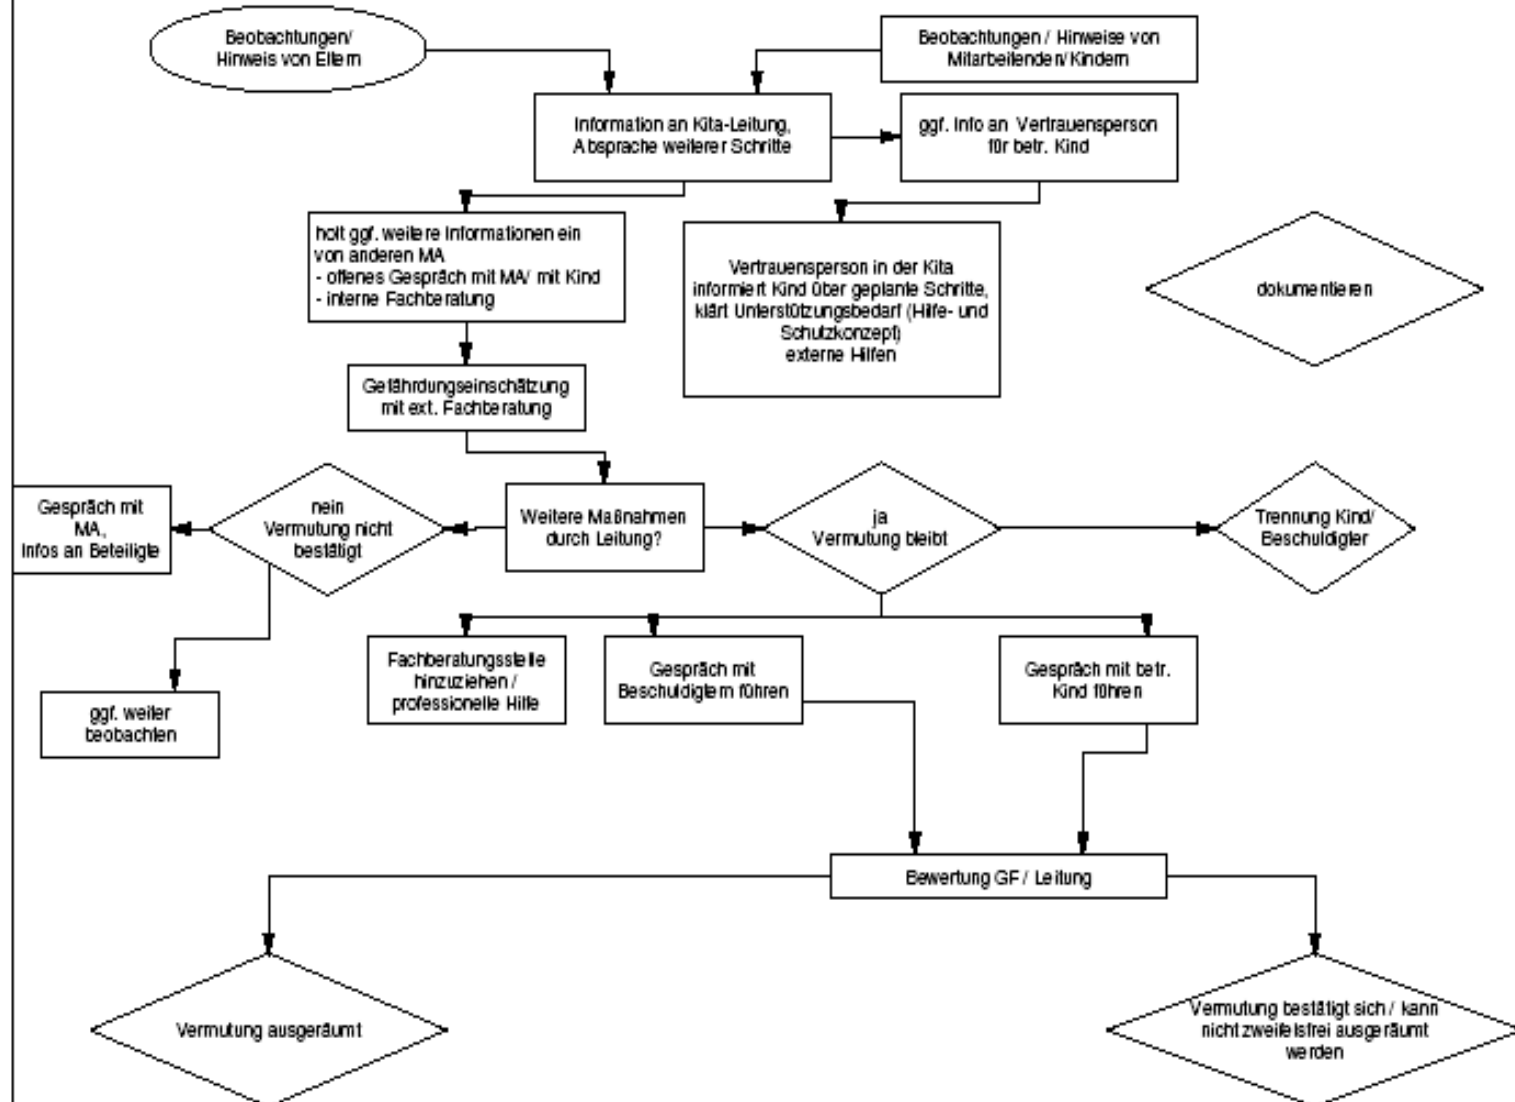 Beobachtungen/
Hinweis von Eltern
Beobachtungen / Hinweise von
Mitarbeitenden/ Kindern
Information an Kita-Leitung,
Absprache weiterer Schritte
ggf. Info an Vertrauensperson
für betr. Kind
holt ggf. weitere Informationen ein
von anderen MA
- offenes Gespräch mit MA/ mit Kind
- interne Fachberatung
Vertrauensperson in der Kita
informiert Kind über geplante Schritte,
klärt Unterstützungsbedarf (Hilfe- und
Schutzkonzept)
externe Hilfen
dokumentieren
Gefährdungseinschätzung
mit ext. Fachberatung
Gespräch mit
MA,
Infos an Beteiligte
nein
Vermutung nicht
bestätigt
Weitere Maßnahmen
durch Leitung?
ja
Vermutung bleibt
Trennung Kind/
Beschuldigter
Fachberatungsstelle
hinzuziehen /
professionelle Hilfe
Gespräch mit
Beschuldigtem führen
Gespräch mit betr.
Kind führen
ggf. weiter
beobachten
Bewertung GF / Leitung
Vermutung ausgeräumt
Vermutung bestätigt sich / kann
nicht zweifelsfrei ausgeräumt
werden